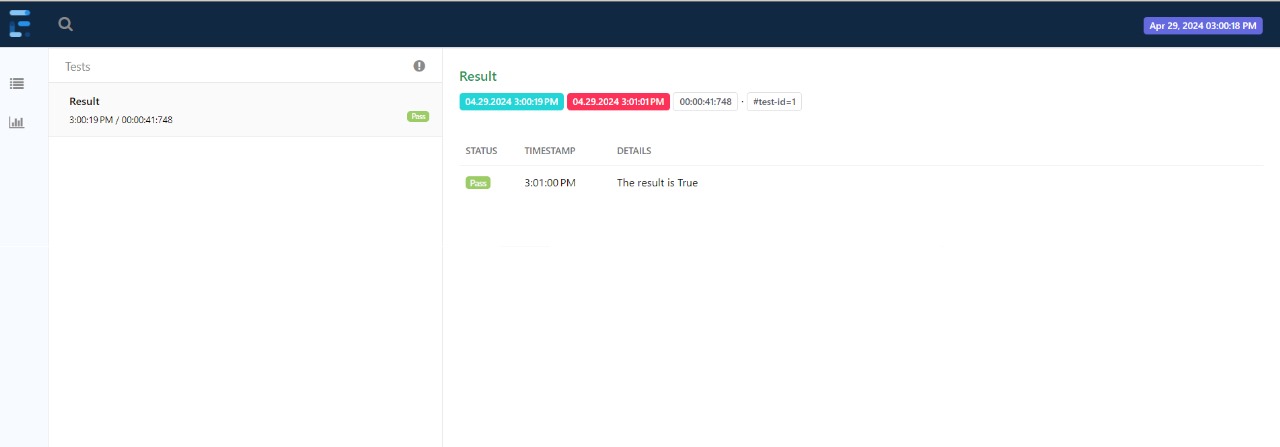 Apr 29, 2024 03:00:18 PM
Tests
Result
3:00:19 PM / 00:00:41:748
Pass
Result
04.29.2024 3:00:19 PM 04.29.2024 3:01:01 PM 00:00:41:748 · #test-id=1
STATUS TIMESTAMP DETAILS
Pass 3:01:00 PM The result is True